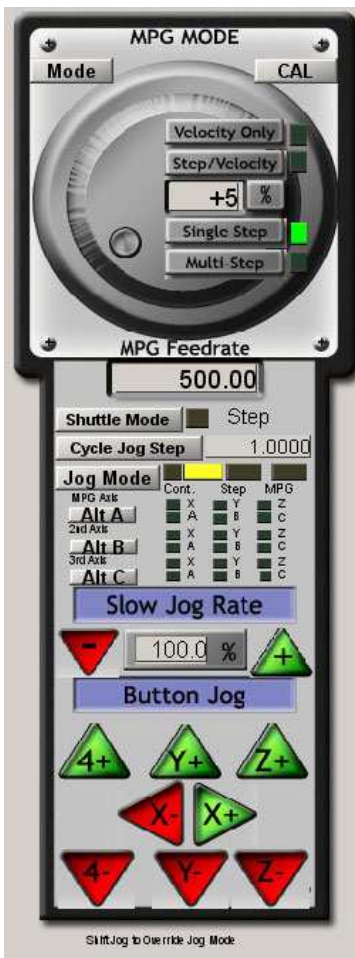 MPG MODE
Mode CAL
Velocity Only
Step/Velocity
+5 %
Single Step
Multi Step
MPG Feedrate
500.00
Shuttle Mode Step
Cycle Jog Step 1.0000
Jog Mode Cont. Step MPG
MPG Axis X Y Z
Alt A A B C
2nd Axis X Y Z
Alt B A B C
3rd Axis X Y Z
Alt C A B C
Slow Jog Rate
- 100.0 % +
Button Jog
4+ Y+ Z+
X- X+
4- Y- Z-
Shift Jog to Override Jog Mode